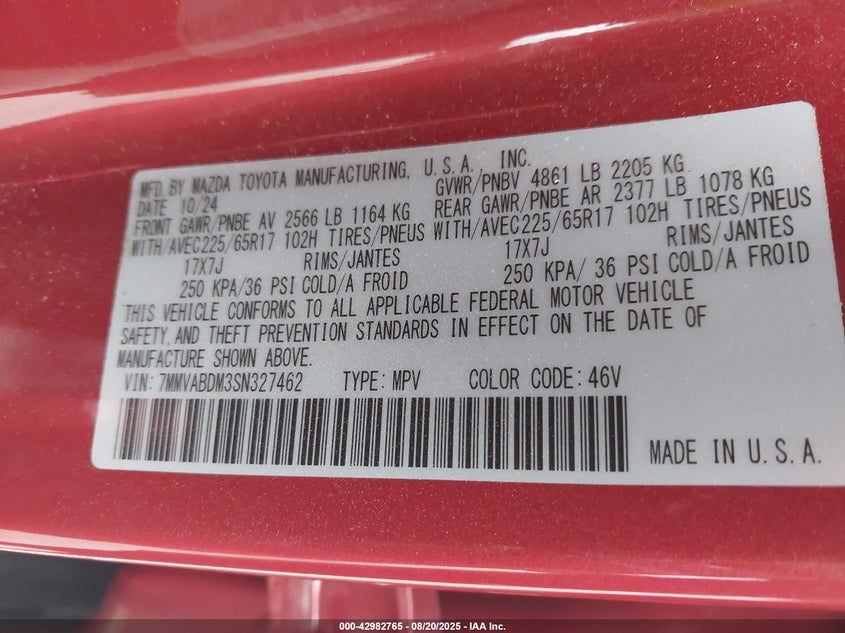 MFD. BY MAZDA TOYOTA MANUFACTURING, U.S.A. INC.
DATE 10/24 GVWR/PNBV 4861 LB 2205 KG
FRONT GAWR/PNBE AV 2566 LB 1164 KG REAR GAWR/PNBE AR 2377 LB 1078 KG
WITH/AVEC225/65R17 102H TIRES/PNEUS WITH/AVEC225/65R17 102H TIRES/PNEUS
17X7J RIMS/JANTES 17X7J RIMS/JANTES
250 KPA/36 PSI COLD/A FROID 250 KPA/ 36 PSI COLD/A FROID
THIS VEHICLE CONFORMS TO ALL APPLICABLE FEDERAL MOTOR VEHICLE
SAFETY, AND THEFT PREVENTION STANDARDS IN EFFECT ON THE DATE OF
MANUFACTURE SHOWN ABOVE.
VIN: 7MMVABDM3SN327462 TYPE: MPV COLOR CODE: 46V
MADE IN U.S.A.
000-42982765 - 08/20/2025 - IAA Inc.